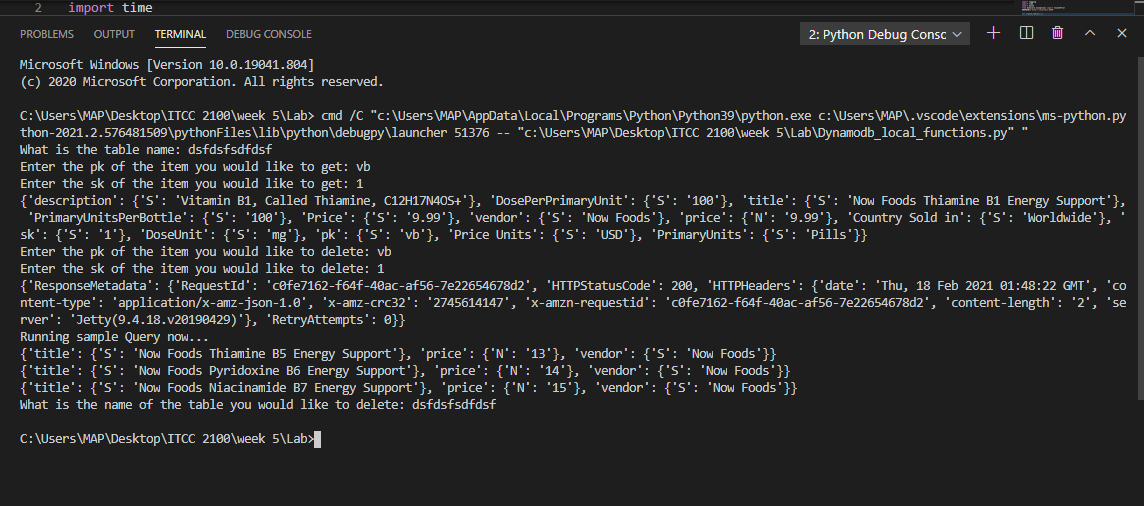 2 import time
PROBLEMS OUTPUT TERMINAL DEBUG CONSOLE 2: Python Debug Consc
Microsoft Windows [Version 10.0.19041.804]
(c) 2020 Microsoft Corporation. All rights reserved.
C:\Users\MAP\Desktop\ITCC 2100\week 5\Lab> cmd /C "c:\Users\MAP\AppData\Local\Programs\Python\Python39\python.exe c:\Users\MAP\.vscode\extensions\ms-python.py
thon-2021.2.576481509\pythonFiles\lib\python\debugpy\launcher 51376 -- "c:\Users\MAP\Desktop\ITCC 2100\week 5\Lab\Dynamodb_local_functions.py" "
What is the table name: dsfdsfsdfdsf
Enter the pk of the item you would like to get: vb
Enter the sk of the item you would like to get: 1
{'description': {'S': 'Vitamin B1, Called Thiamine, C12H17N4OS+'}, 'DosePerPrimaryUnit': {'S': '100'}, 'title': {'S': 'Now Foods Thiamine B1 Energy Support'},
'PrimaryUnitsPerBottle': {'S': '100'}, 'Price': {'S': '9.99'}, 'vendor': {'S': 'Now Foods'}, 'price': {'N': '9.99'}, 'Country Sold in': {'S': 'Worldwide'}, '
sk': {'S': '1'}, 'DoseUnit': {'S': 'mg'}, 'pk': {'S': 'vb'}, 'Price Units': {'S': 'USD'}, 'PrimaryUnits': {'S': 'Pills'}}
Enter the pk of the item you would like to delete: vb
Enter the sk of the item you would like to delete: 1
{'ResponseMetadata': {'RequestId': 'c0fe7162-f64f-40ac-af56-7e22654678d2', 'HTTPStatusCode': 200, 'HTTPHeaders': {'date': 'Thu, 18 Feb 2021 01:48:22 GMT', 'co
ntent-type': 'application/x-amz-json-1.0', 'x-amz-crc32': '2745614147', 'x-amzn-requestid': 'c0fe7162-f64f-40ac-af56-7e22654678d2', 'content-length': '2', 'se
rver': 'Jetty(9.4.18.v20190429)'}, 'RetryAttempts': 0}}
Running sample Query now...
{'title': {'S': 'Now Foods Thiamine B5 Energy Support'}, 'price': {'N': '13'}, 'vendor': {'S': 'Now Foods'}}
{'title': {'S': 'Now Foods Pyridoxine B6 Energy Support'}, 'price': {'N': '14'}, 'vendor': {'S': 'Now Foods'}}
{'title': {'S': 'Now Foods Niacinamide B7 Energy Support'}, 'price': {'N': '15'}, 'vendor': {'S': 'Now Foods'}}
What is the name of the table you would like to delete: dsfdsfsdfdsf
C:\Users\MAP\Desktop\ITCC 2100\week 5\Lab>